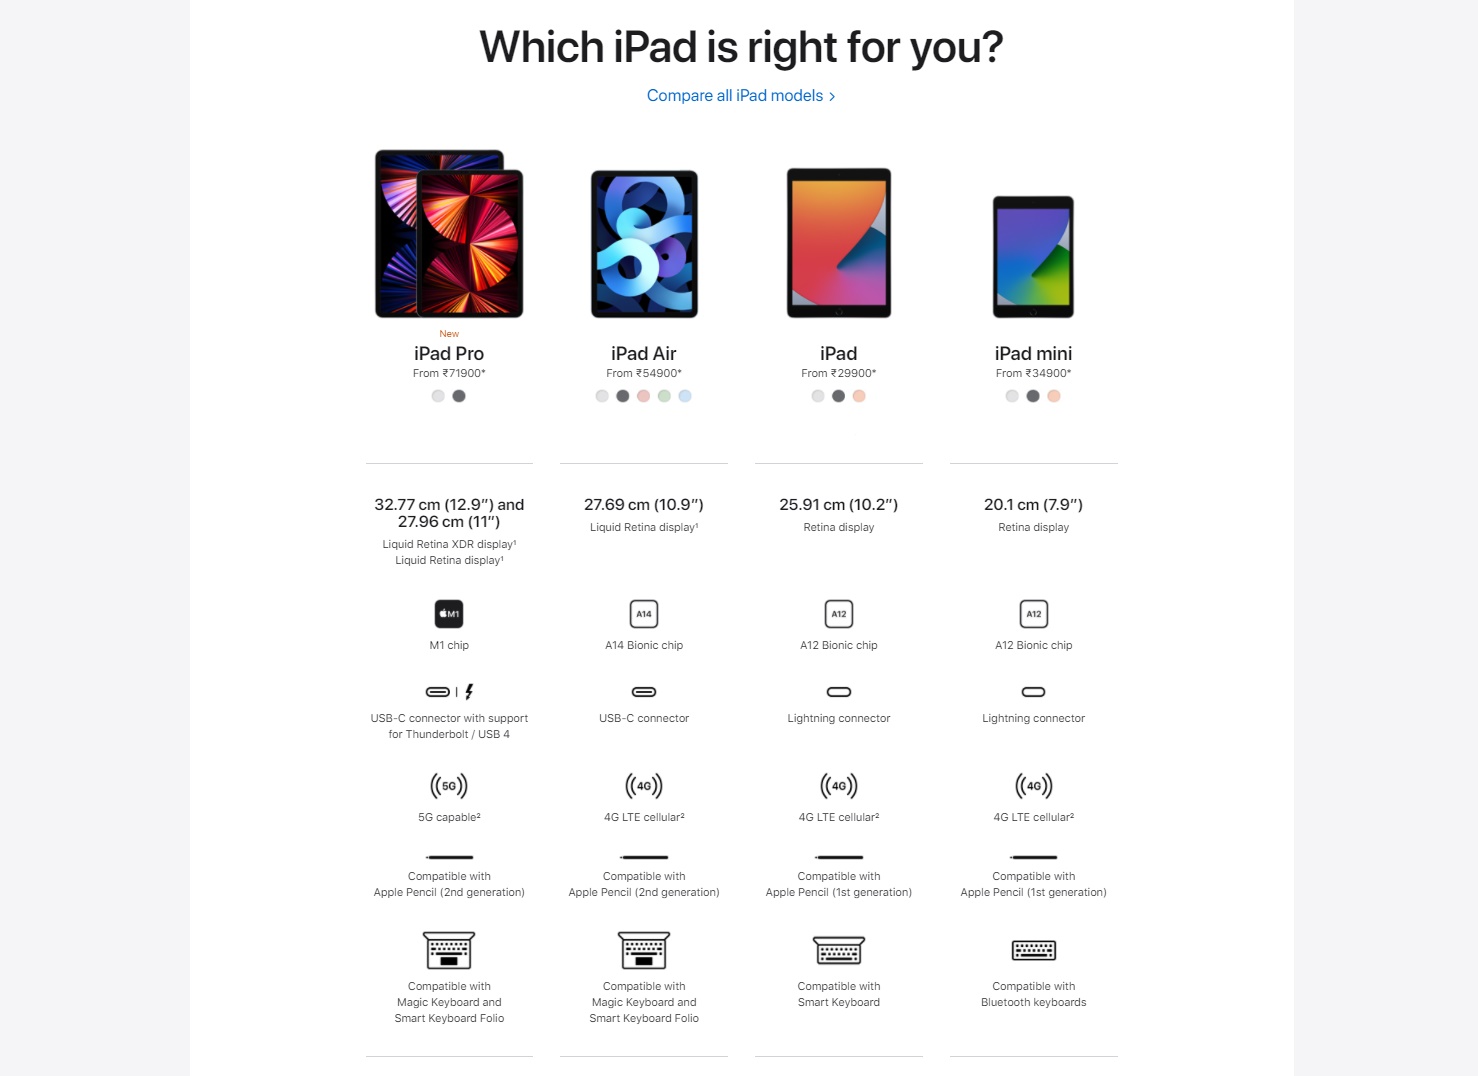 Which iPad is right for you?
Compare all iPad models >
New
iPad Pro
From ₹71900*
iPad Air
From ₹54900*
iPad
From ₹29900*
iPad mini
From ₹34900*
32.77 cm (12.9″) and
27.96 cm (11″)
Liquid Retina XDR display¹
Liquid Retina display¹
27.69 cm (10.9″)
Liquid Retina display¹
25.91 cm (10.2″)
Retina display
20.1 cm (7.9″)
Retina display
M1
M1 chip
A14
A14 Bionic chip
A12
A12 Bionic chip
A12
A12 Bionic chip
USB-C connector with support
for Thunderbolt / USB 4
USB-C connector
Lightning connector
Lightning connector
5G
5G capable²
4G
4G LTE cellular²
4G
4G LTE cellular²
4G
4G LTE cellular²
Compatible with
Apple Pencil (2nd generation)
Compatible with
Apple Pencil (2nd generation)
Compatible with
Apple Pencil (1st generation)
Compatible with
Apple Pencil (1st generation)
Compatible with
Magic Keyboard and
Smart Keyboard Folio
Compatible with
Magic Keyboard and
Smart Keyboard Folio
Compatible with
Smart Keyboard
Compatible with
Bluetooth keyboards